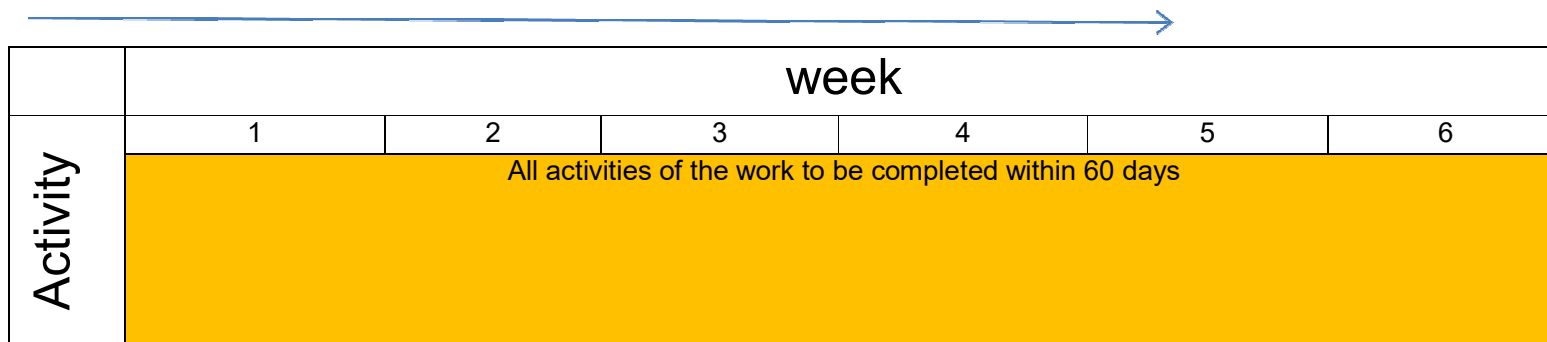 week
1 2 3 4 5 6
Activity
All activities of the work to be completed within 60 days